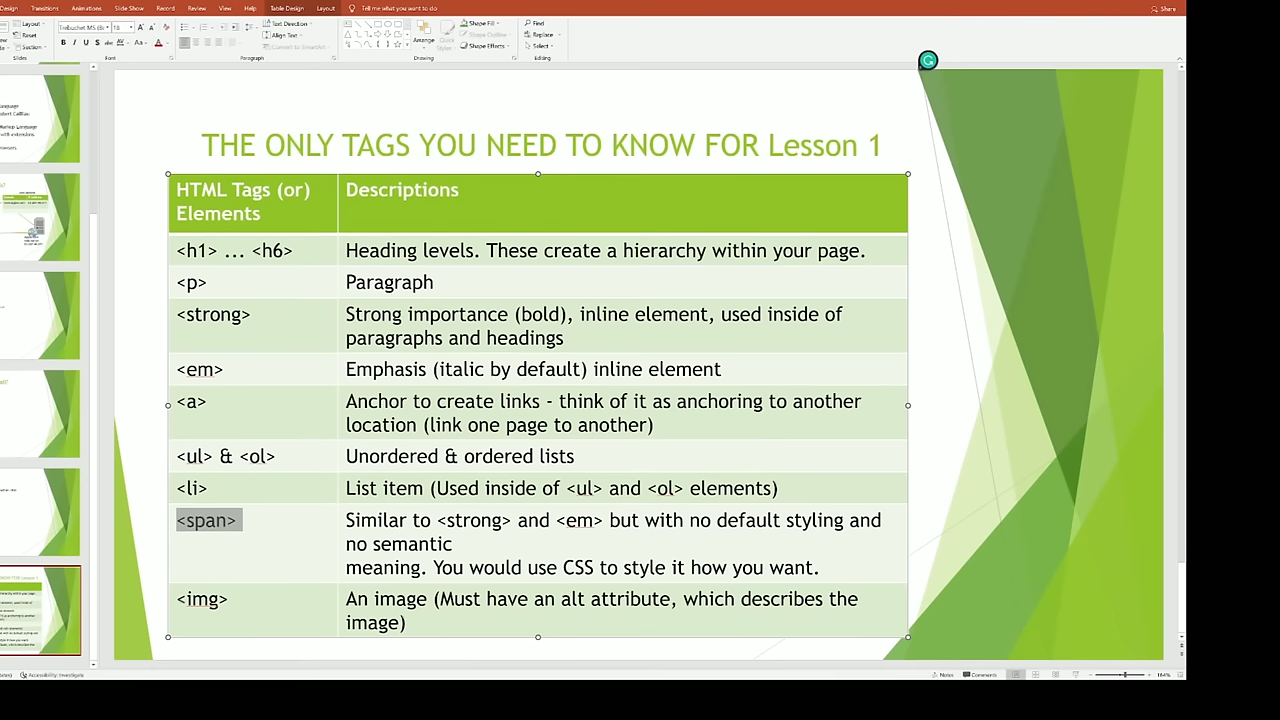 Design Transitions Animations Slide Show Record Review View Help Table Design Layout Tell me what you want to do Share
Layout
Reset
Section
Slides
18
Font
Text Direction
Align Text
Convert to SmartArt
Paragraph
Arrange
Quick Styles
Shape Fill
Shape Outline
Shape Effects
Drawing
Find
Replace
Select
Editing
THE ONLY TAGS YOU NEED TO KNOW FOR Lesson 1
HTML Tags (or) Elements
Descriptions
<h1> ... <h6>
Heading levels. These create a hierarchy within your page.
<p>
Paragraph
<strong>
Strong importance (bold), inline element, used inside of
paragraphs and headings
<em>
Emphasis (italic by default) inline element
<a>
Anchor to create links - think of it as anchoring to another
location (link one page to another)
<ul> & <ol>
Unordered & ordered lists
<li>
List item (Used inside of <ul> and <ol> elements)
<span>
Similar to <strong> and <em> but with no default styling and
no semantic
meaning. You would use CSS to style it how you want.
<img>
An image (Must have an alt attribute, which describes the
image)
Accessibility: Investigate
Notes Comments 164%